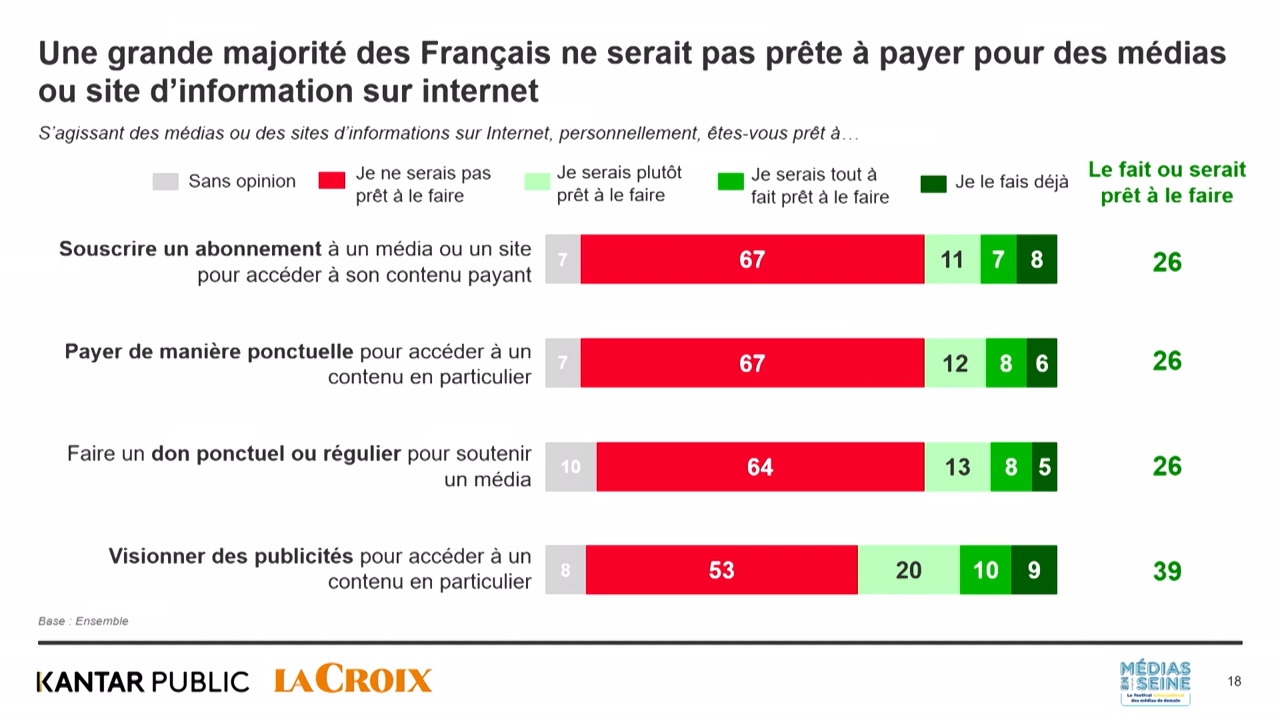 Une grande majorité des Français ne serait pas prête à payer pour des médias
ou site d’information sur internet
S’agissant des médias ou des sites d’informations sur Internet, personnellement, êtes-vous prêt à…
Sans opinion
Je ne serais pas
prêt à le faire
Je serais plutôt
prêt à le faire
Je serais tout à
fait prêt à le faire
Je le fais déjà
Le fait ou serait
prêt à le faire
Souscrire un abonnement à un média ou un site
pour accéder à son contenu payant
7 67 11 7 8 26
Payer de manière ponctuelle pour accéder à un
contenu en particulier
7 67 12 8 6 26
Faire un don ponctuel ou régulier pour soutenir
un média
10 64 13 8 5 26
Visionner des publicités pour accéder à un
contenu en particulier
8 53 20 10 9 39
Base : Ensemble
KANTAR PUBLIC
LA CROIX
MÉDIAS
EN SEINE
Le festival international
des médias de demain
18